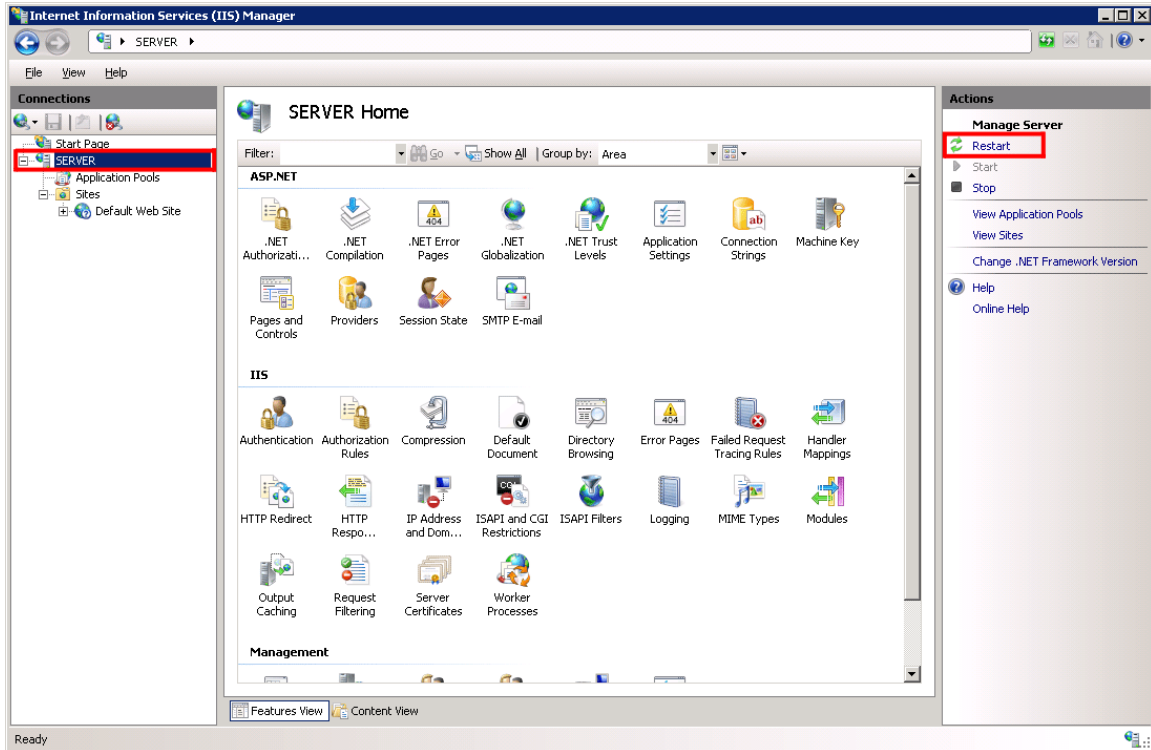 Internet Information Services (IIS) Manager
SERVER
File View Help
Connections
Start Page
SERVER
Application Pools
Sites
Default Web Site
SERVER Home
Filter: Go Show All Group by: Area
ASP.NET
.NET Authorizati...
.NET Compilation
.NET Error Pages
.NET Globalization
.NET Trust Levels
Application Settings
Connection Strings
Machine Key
Pages and Controls
Providers
Session State
SMTP E-mail
IIS
Authentication
Authorization Rules
Compression
Default Document
Directory Browsing
Error Pages
Failed Request Tracing Rules
Handler Mappings
HTTP Redirect
HTTP Respo...
IP Address and Dom...
ISAPI and CGI Restrictions
ISAPI Filters
Logging
MIME Types
Modules
Output Caching
Request Filtering
Server Certificates
Worker Processes
Management
Features View Content View
Actions
Manage Server
Restart
Start
Stop
View Application Pools
View Sites
Change .NET Framework Version
Help
Online Help
Ready